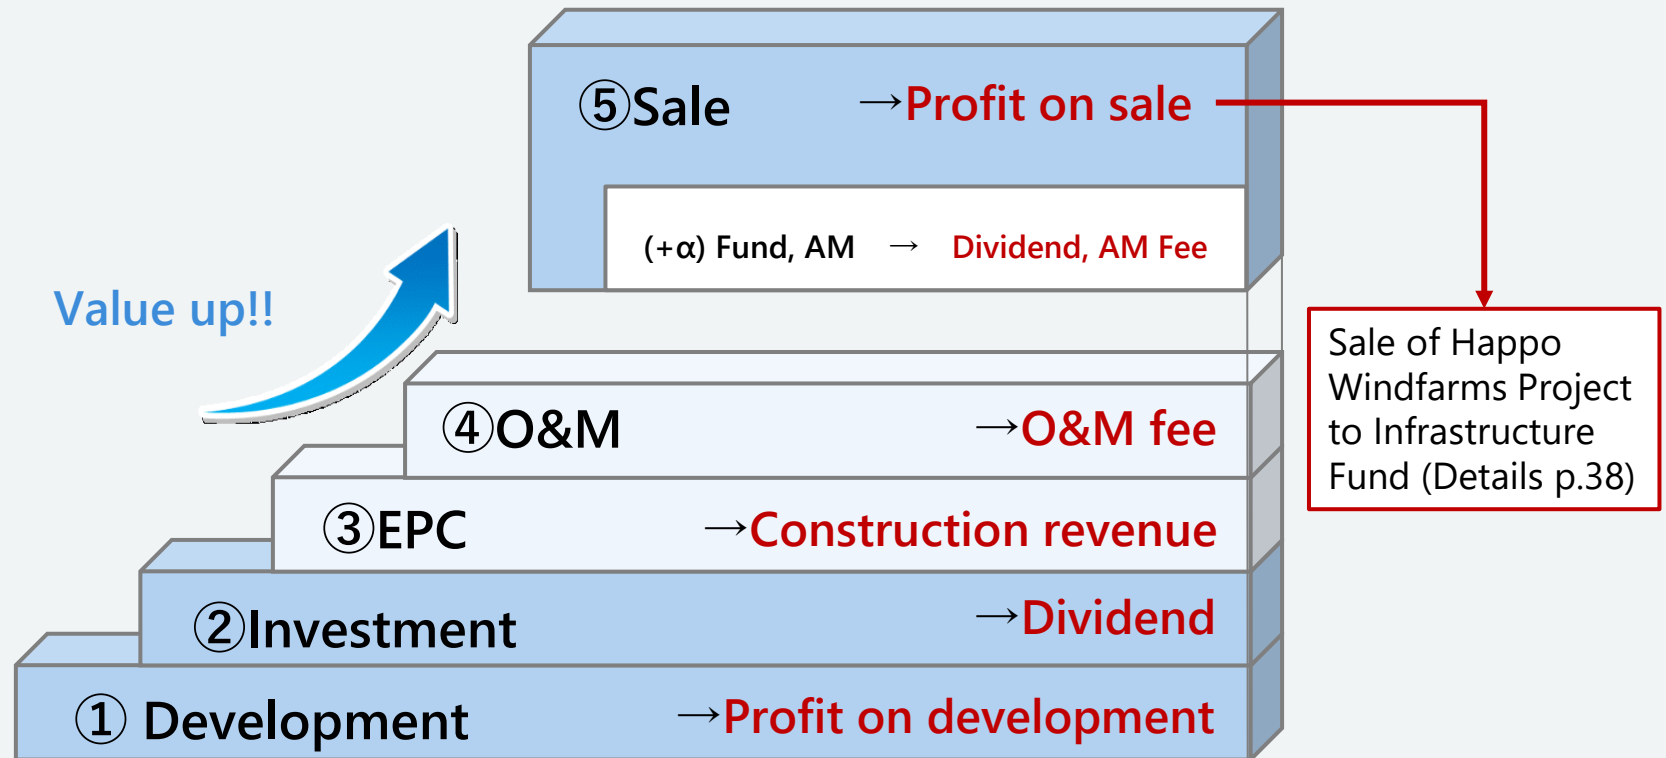 ⑤Sale →Profit on sale
(+α) Fund, AM → Dividend, AM Fee
Value up!!
Sale of Happo
Windfarms Project
to Infrastructure
Fund (Details p.38)
④O&M →O&M fee
③EPC →Construction revenue
②Investment →Dividend
① Development →Profit on development